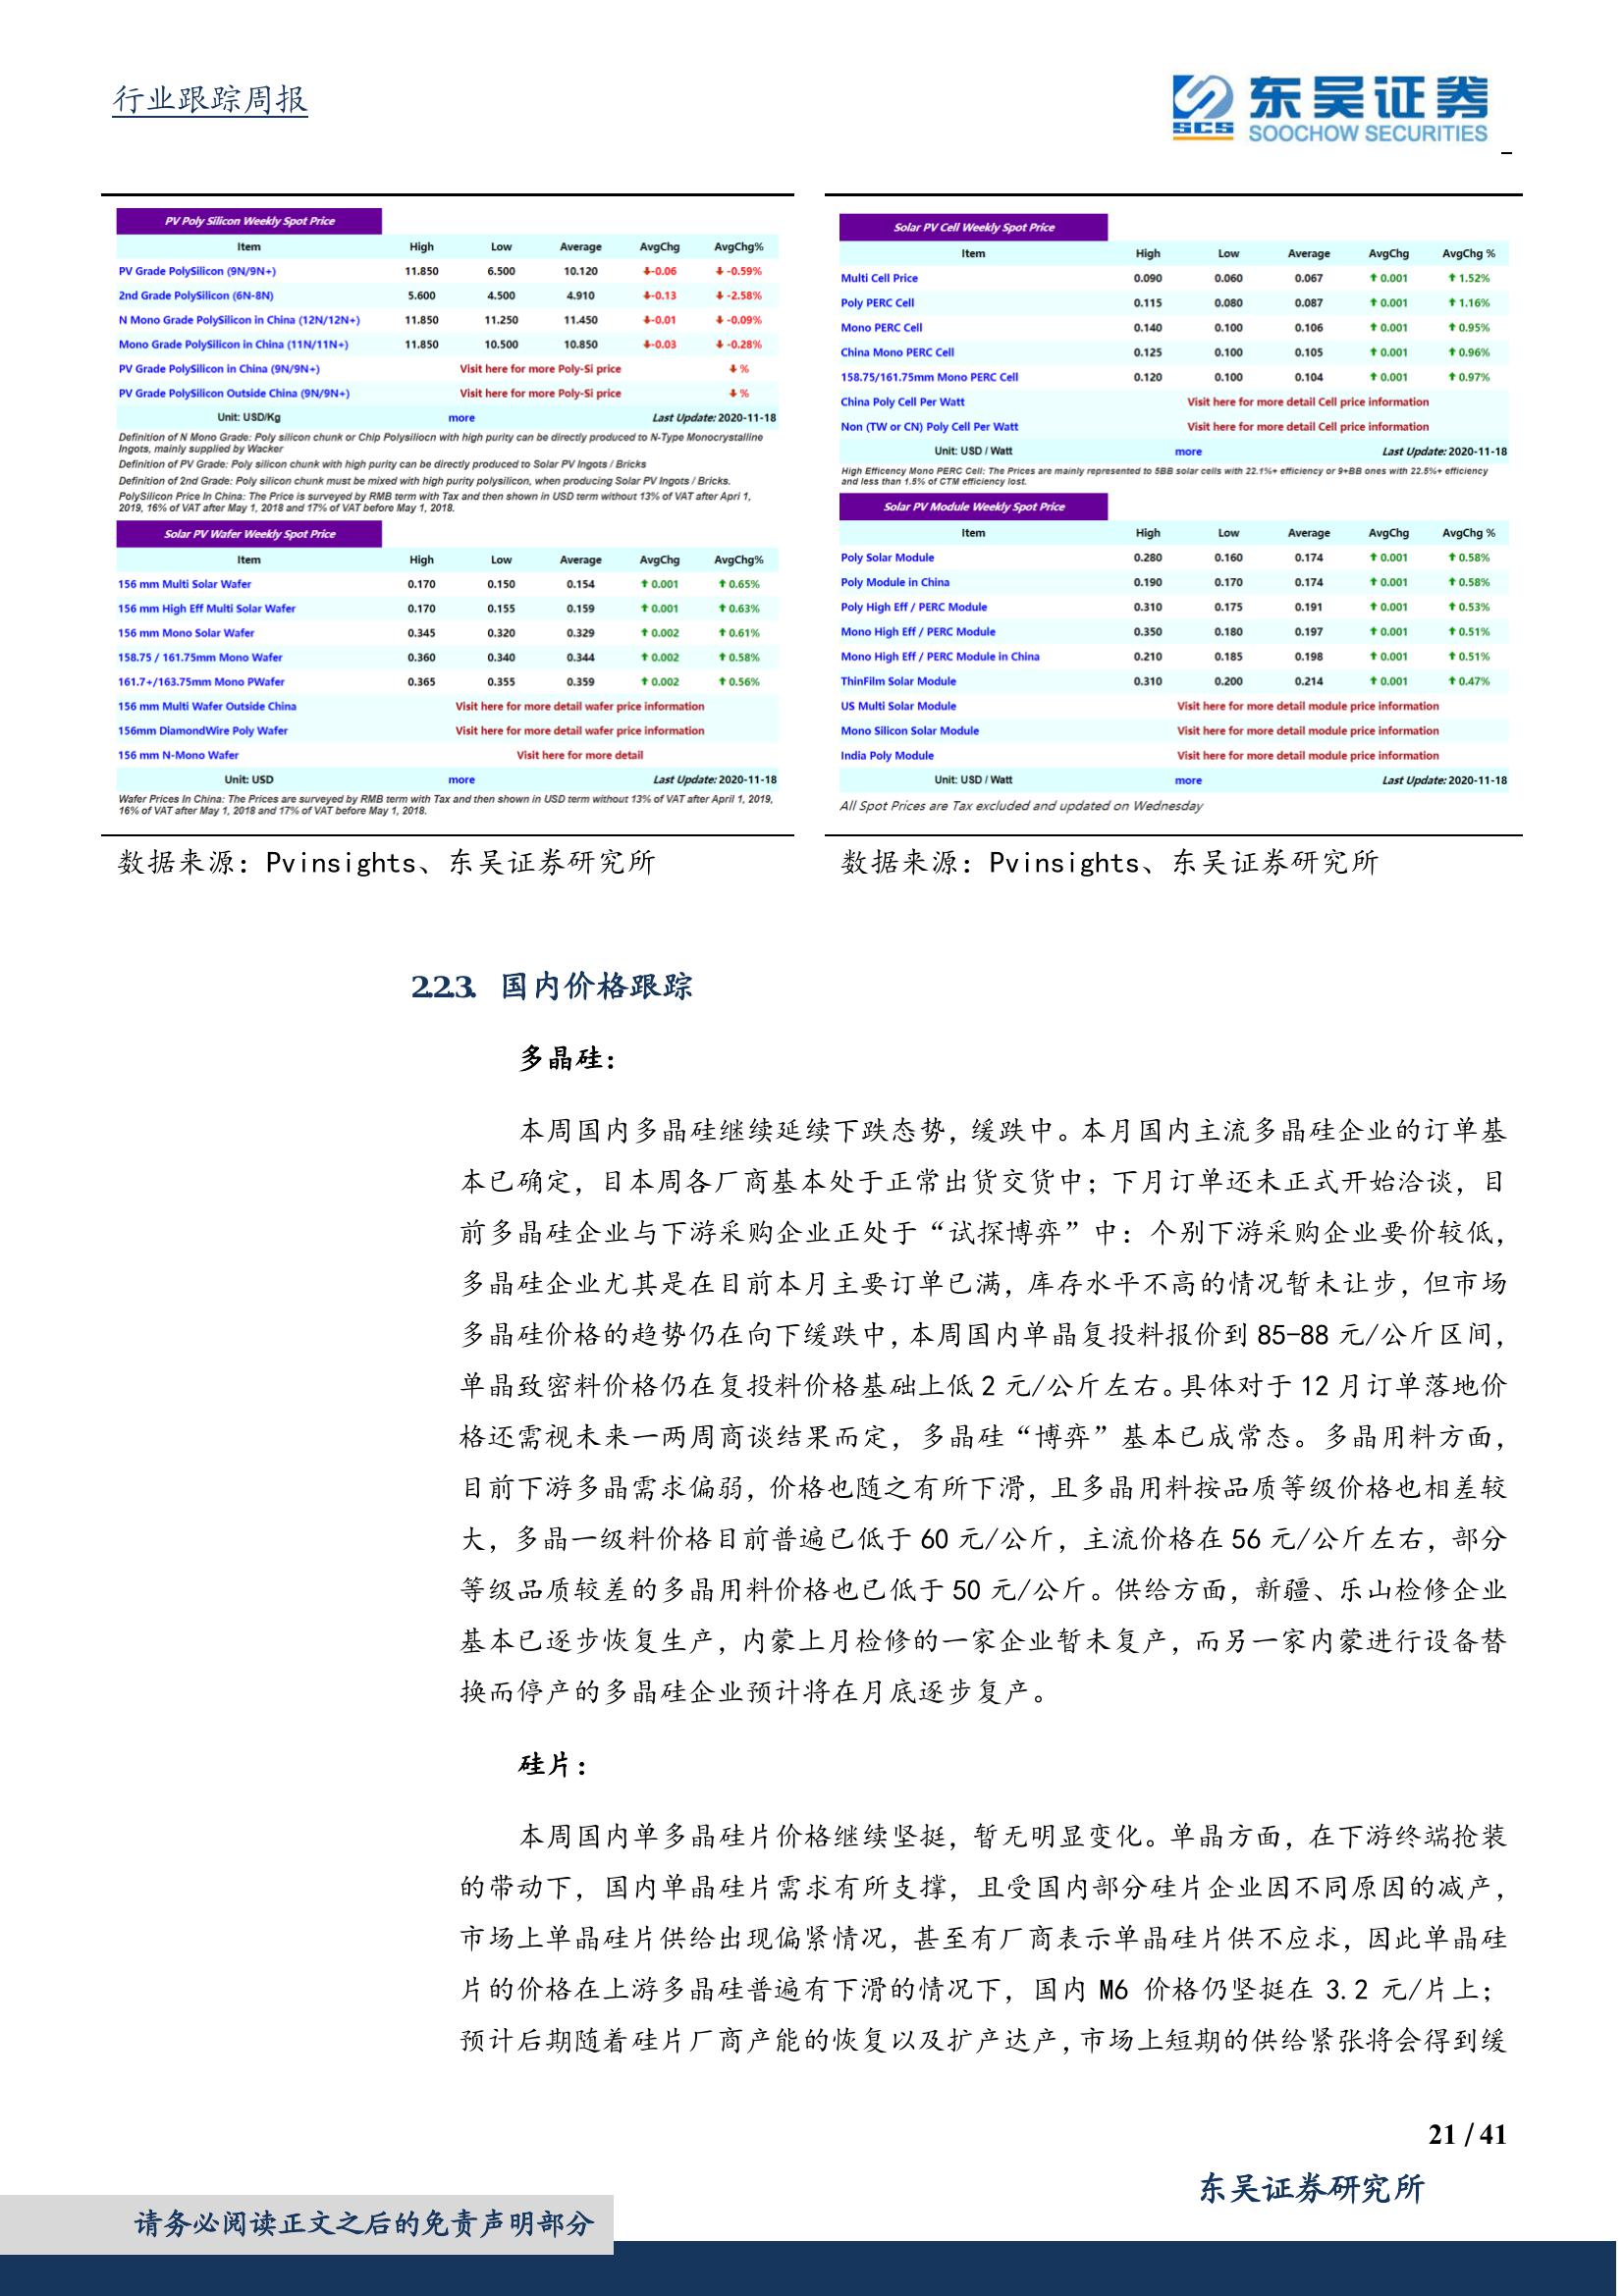 行业跟踪周报
SCS
东吴证券
SOOCHOW SECURITIES
PV Poly Silicon Weekly Spot Price
Item High Low Average AvgChg AvgChg%
PV Grade PolySilicon (9N/9N+) 11.850 6.500 10.120 -0.06 -0.59%
2nd Grade PolySilicon (6N-8N) 5.600 4.500 4.910 -0.13 -2.58%
N Mono Grade PolySilicon in China (12N/12N+) 11.850 11.250 11.450 -0.01 -0.09%
Mono Grade PolySilicon in China (11N/11N+) 11.850 10.500 10.850 -0.03 -0.28%
PV Grade PolySilicon in China (9N/9N+) Visit here for more Poly-Si price %
PV Grade PolySilicon Outside China (9N/9N+) Visit here for more Poly-Si price %
Unit: USD/Kg more Last Update: 2020-11-18
Definition of N Mono Grade: Poly silicon chunk or Chip Polysiliocn with high purity can be directly produced to N-Type Monocrystalline
Ingots, mainly supplied by Wacker
Definition of PV Grade: Poly silicon chunk with high purity can be directly produced to Solar PV Ingots / Bricks
Definition of 2nd Grade: Poly silicon chunk must be mixed with high purity polysilicon, when producing Solar PV Ingots / Bricks.
PolySilicon Price In China: The Price is surveyed by RMB term with Tax and then shown in USD term without 13% of VAT after Apri 1,
2019, 16% of VAT after May 1, 2018 and 17% of VAT before May 1, 2018.
Solar PV Wafer Weekly Spot Price
Item High Low Average AvgChg AvgChg%
156 mm Multi Solar Wafer 0.170 0.150 0.154 0.001 0.65%
156 mm High Eff Multi Solar Wafer 0.170 0.155 0.159 0.001 0.63%
156 mm Mono Solar Wafer 0.345 0.320 0.329 0.002 0.61%
158.75 / 161.75mm Mono Wafer 0.360 0.340 0.344 0.002 0.58%
161.7+/163.75mm Mono PWafer 0.365 0.355 0.359 0.002 0.56%
156 mm Multi Wafer Outside China Visit here for more detail wafer price information
156mm DiamondWire Poly Wafer Visit here for more detail wafer price information
156 mm N-Mono Wafer Visit here for more detail
Unit: USD more Last Update: 2020-11-18
Wafer Prices In China: The Prices are surveyed by RMB term with Tax and then shown in USD term without 13% of VAT after April 1, 2019,
16% of VAT after May 1, 2018 and 17% of VAT before May 1, 2018.
数据来源：Pvinsights、东吴证券研究所
Solar PV Cell Weekly Spot Price
Item High Low Average AvgChg AvgChg %
Multi Cell Price 0.090 0.060 0.067 0.001 1.52%
Poly PERC Cell 0.115 0.080 0.087 0.001 1.16%
Mono PERC Cell 0.140 0.100 0.106 0.001 0.95%
China Mono PERC Cell 0.125 0.100 0.105 0.001 0.96%
158.75/161.75mm Mono PERC Cell 0.120 0.100 0.104 0.001 0.97%
China Poly Cell Per Watt Visit here for more detail Cell price information
Non (TW or CN) Poly Cell Per Watt Visit here for more detail Cell price information
Unit: USD / Watt more Last Update: 2020-11-18
High Efficency Mono PERC Cell: The Prices are mainly represented to 5BB solar cells with 22.1%+ efficiency or 9+BB ones with 22.5%+ efficiency
and less than 1.5% of CTM efficiency lost.
Solar PV Module Weekly Spot Price
Item High Low Average AvgChg AvgChg %
Poly Solar Module 0.280 0.160 0.174 0.001 0.58%
Poly Module in China 0.190 0.170 0.174 0.001 0.58%
Poly High Eff / PERC Module 0.310 0.175 0.191 0.001 0.53%
Mono High Eff / PERC Module 0.350 0.180 0.197 0.001 0.51%
Mono High Eff / PERC Module in China 0.210 0.185 0.198 0.001 0.51%
ThinFilm Solar Module 0.310 0.200 0.214 0.001 0.47%
US Multi Solar Module Visit here for more detail module price information
Mono Silicon Solar Module Visit here for more detail module price information
India Poly Module Visit here for more detail module price information
Unit: USD / Watt more Last Update: 2020-11-18
All Spot Prices are Tax excluded and updated on Wednesday
数据来源：Pvinsights、东吴证券研究所
2.2.3. 国内价格跟踪
多晶硅：
本周国内多晶硅继续延续下跌态势，缓跌中。本月国内主流多晶硅企业的订单基
本已确定，目本周各厂商基本处于正常出货交货中；下月订单还未正式开始洽谈，目
前多晶硅企业与下游采购企业正处于“试探博弈”中：个别下游采购企业要价较低，
多晶硅企业尤其是在目前本月主要订单已满，库存水平不高的情况暂未让步，但市场
多晶硅价格的趋势仍在向下缓跌中，本周国内单晶复投料报价到 85-88 元/公斤区间，
单晶致密料价格仍在复投料价格基础上低 2 元/公斤左右。具体对于 12 月订单落地价
格还需视未来一两周商谈结果而定，多晶硅“博弈”基本已成常态。多晶用料方面，
目前下游多晶需求偏弱，价格也随之有所下滑，且多晶用料按品质等级价格也相差较
大，多晶一级料价格目前普遍已低于 60 元/公斤，主流价格在 56 元/公斤左右，部分
等级品质较差的多晶用料价格也已低于 50 元/公斤。供给方面，新疆、乐山检修企业
基本已逐步恢复生产，内蒙上月检修的一家企业暂未复产，而另一家内蒙进行设备替
换而停产的多晶硅企业预计将在月底逐步复产。
硅片：
本周国内单多晶硅片价格继续坚挺，暂无明显变化。单晶方面，在下游终端抢装
的带动下，国内单晶硅片需求有所支撑，且受国内部分硅片企业因不同原因的减产，
市场上单晶硅片供给出现偏紧情况，甚至有厂商表示单晶硅片供不应求，因此单晶硅
片的价格在上游多晶硅普遍有下滑的情况下，国内 M6 价格仍坚挺在 3.2 元/片上；
预计后期随着硅片厂商产能的恢复以及扩产达产，市场上短期的供给紧张将会得到缓
21 / 41
东吴证券研究所
请务必阅读正文之后的免责声明部分